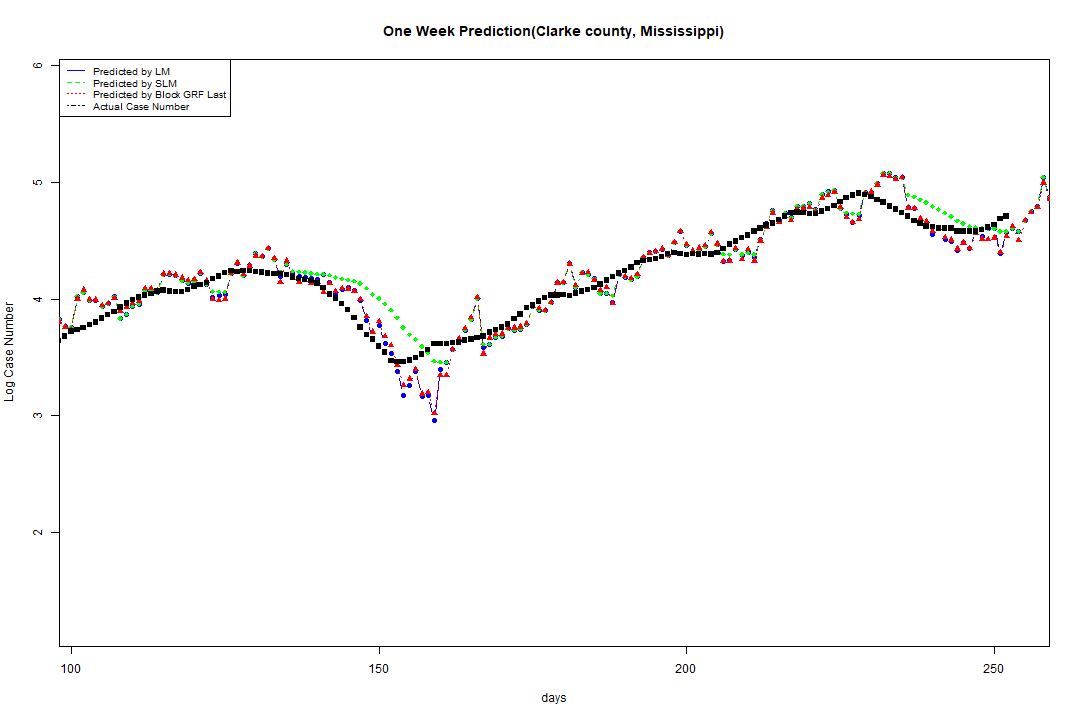 One Week Prediction(Clarke county, Mississippi)
Predicted by LM
Predicted by SLM
Predicted by Block GRF Last
Actual Case Number
6
5
4
3
2
Log Case Number
100
150
200
250
days